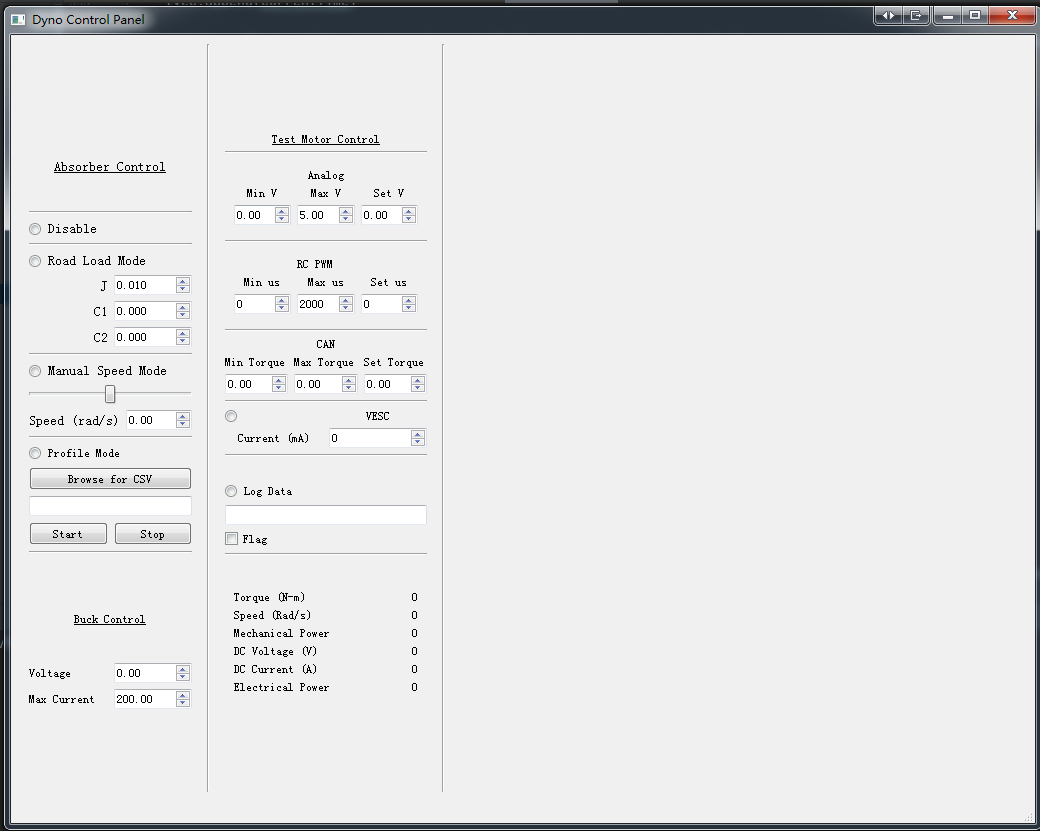 Dyno Control Panel
Absorber Control
Disable
Road Load Mode
J 0.010
C1 0.000
C2 0.000
Manual Speed Mode
Speed (rad/s) 0.00
Profile Mode
Browse for CSV
Start Stop
Buck Control
Voltage 0.00
Max Current 200.00
Test Motor Control
Analog
Min V Max V Set V
0.00 5.00 0.00
RC PWM
Min us Max us Set us
0 2000 0
CAN
Min Torque Max Torque Set Torque
0.00 0.00 0.00
VESC
Current (mA) 0
Log Data
Flag
Torque (N-m) 0
Speed (Rad/s) 0
Mechanical Power 0
DC Voltage (V) 0
DC Current (A) 0
Electrical Power 0